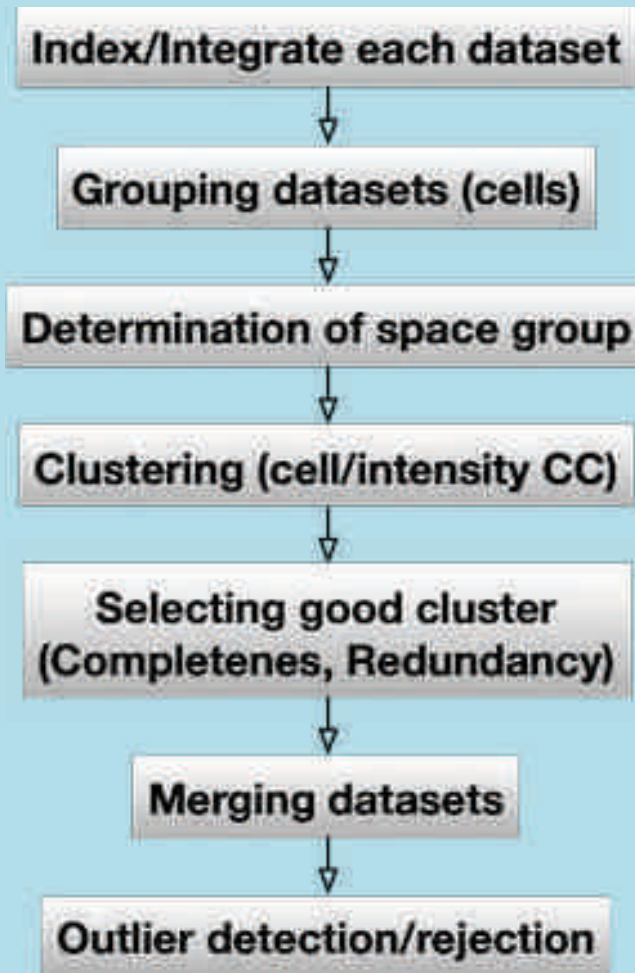 Index/Integrate each dataset
Grouping datasets (cells)
Determination of space group
Clustering (cell/intensity CC)
Selecting good cluster
(Completenes, Redundancy)
Merging datasets
Outlier detection/rejection